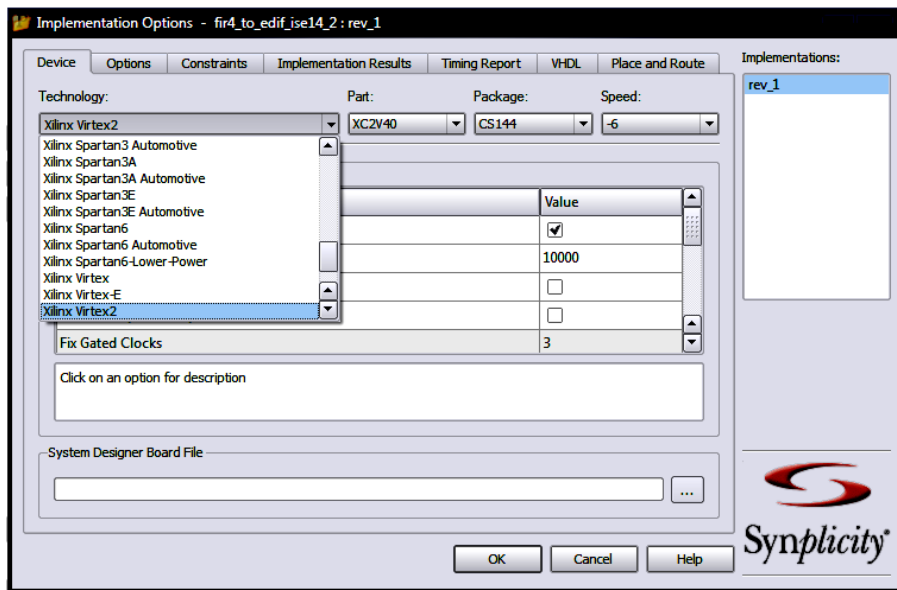 Implementation Options - fir4_to_edif_ise14_2 : rev_1
Device Options Constraints Implementation Results Timing Report VHDL Place and Route
Implementations:
rev_1
Technology: Part: Package: Speed:
Xilinx Virtex2 XC2V40 CS144 -6
Xilinx Spartan3 Automotive
Xilinx Spartan3A
Xilinx Spartan3A Automotive
Xilinx Spartan3E
Xilinx Spartan3E Automotive
Xilinx Spartan6
Xilinx Spartan6 Automotive
Xilinx Spartan6-Lower-Power
Xilinx Virtex
Xilinx Virtex-E
Xilinx Virtex2
Value
10000
Fix Gated Clocks 3
Click on an option for description
System Designer Board File
...
OK Cancel Help
Synplicity